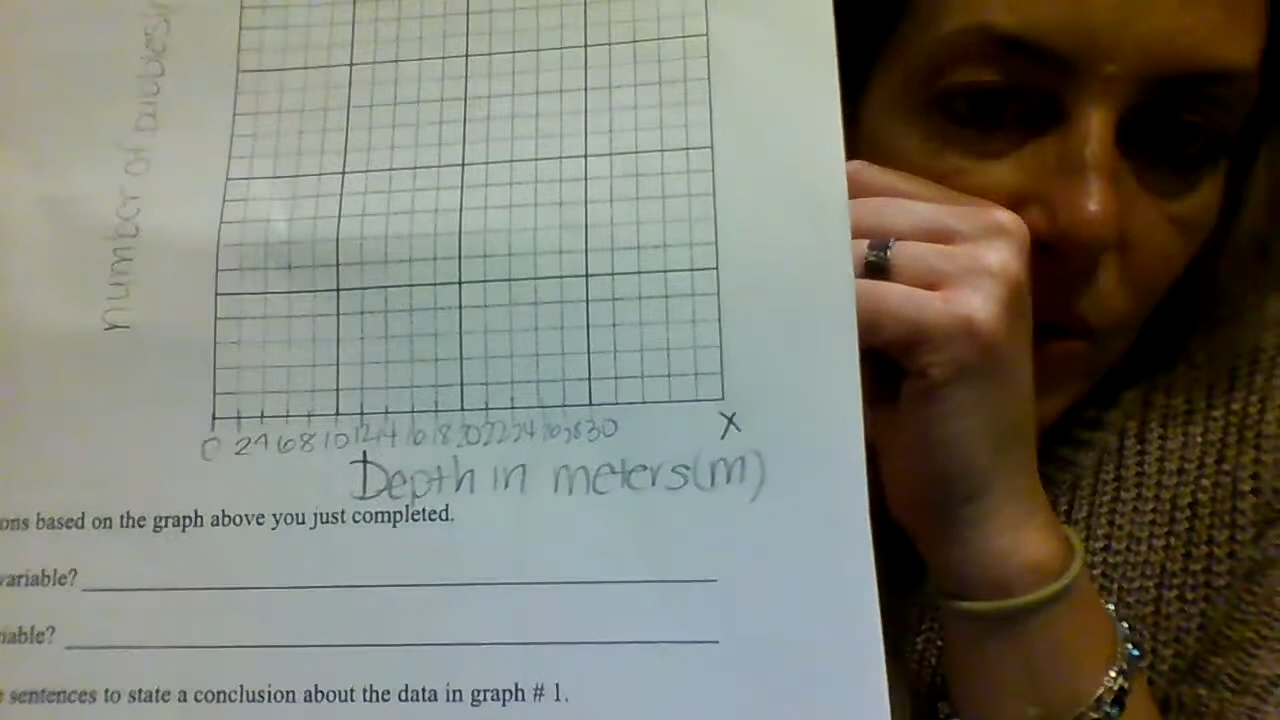 number of bubbles
0 2 4 6 8 10 12 14 16 18 20 22 24 26 28 30
X
Depth in meters(m)
ons based on the graph above you just completed.
variable?
iable?
sentences to state a conclusion about the data in graph # 1.